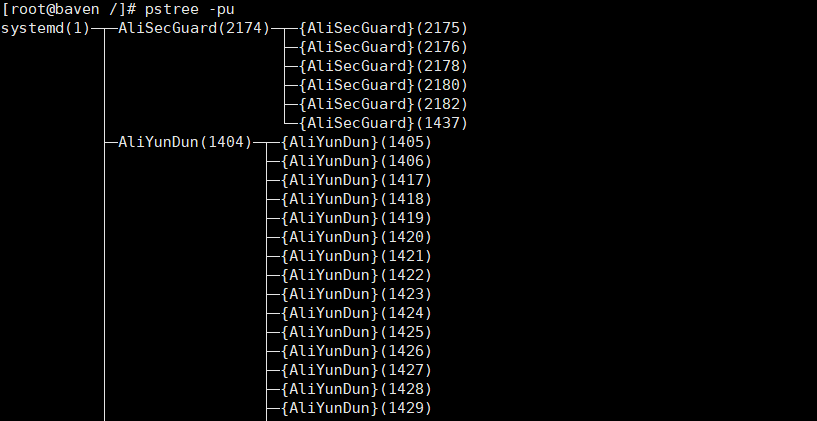 [root@baven /]# pstree -pu
systemd(1)─┬─AliSecGuard(2174)─┬─{AliSecGuard}(2175)
           │                   ├─{AliSecGuard}(2176)
           │                   ├─{AliSecGuard}(2178)
           │                   ├─{AliSecGuard}(2180)
           │                   ├─{AliSecGuard}(2182)
           │                   └─{AliSecGuard}(1437)
           ├─AliYunDun(1404)─┬─{AliYunDun}(1405)
           │                 ├─{AliYunDun}(1406)
           │                 ├─{AliYunDun}(1417)
           │                 ├─{AliYunDun}(1418)
           │                 ├─{AliYunDun}(1419)
           │                 ├─{AliYunDun}(1420)
           │                 ├─{AliYunDun}(1421)
           │                 ├─{AliYunDun}(1422)
           │                 ├─{AliYunDun}(1423)
           │                 ├─{AliYunDun}(1424)
           │                 ├─{AliYunDun}(1425)
           │                 ├─{AliYunDun}(1426)
           │                 ├─{AliYunDun}(1427)
           │                 ├─{AliYunDun}(1428)
           │                 ├─{AliYunDun}(1429)